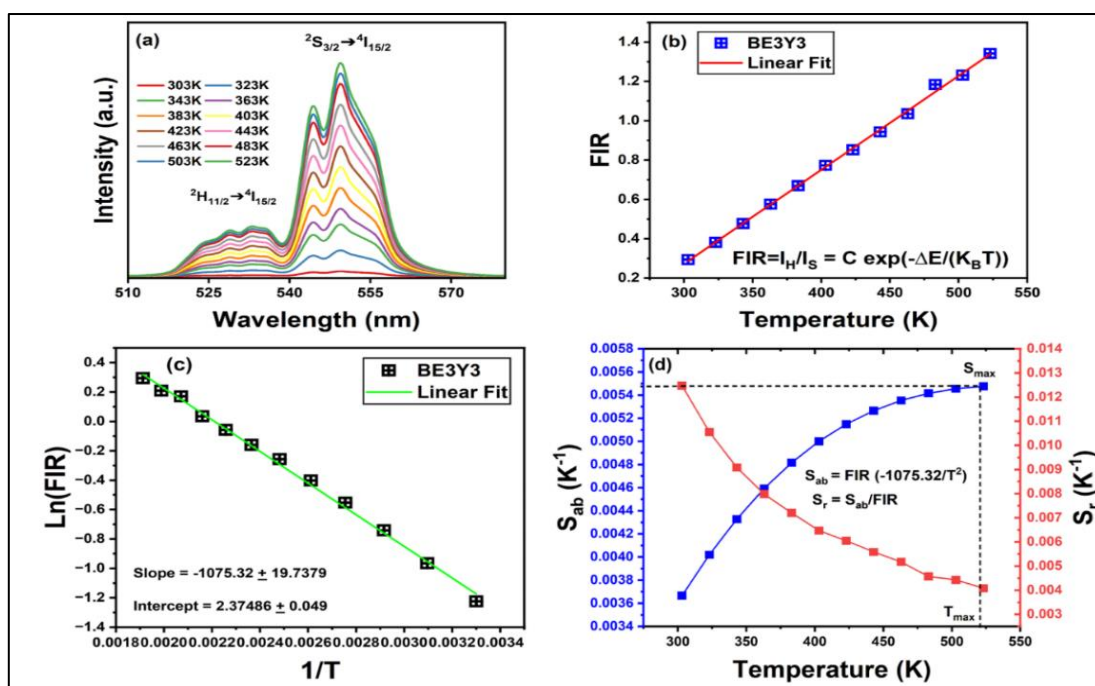 (a)
²S₃/₂→⁴I₁₅/₂
303K 323K
343K 363K
383K 403K
423K 443K
463K 483K
503K 523K
²H₁₁/₂→⁴I₁₅/₂
Intensity (a.u.)
510 525 540 555 570
Wavelength (nm)
(b)
BE3Y3
Linear Fit
1.4
1.2
1.0
0.8
0.6
0.4
0.2
FIR
FIR=I_H/I_S = C exp(-ΔE/(K_BT))
300 350 400 450 500 550
Temperature (K)
(c)
BE3Y3
Linear Fit
0.4
0.2
0.0
−0.2
−0.4
−0.6
−0.8
−1.0
−1.2
−1.4
Ln(FIR)
Slope = -1075.32 ± 19.7379
Intercept = 2.37486 ± 0.049
0.0018 0.0020 0.0022 0.0024 0.0026 0.0028 0.0030 0.0032 0.0034
1/T
(d)
S_max
0.0058
0.0056
0.0054
0.0052
0.0050
0.0048
0.0046
0.0044
0.0042
0.0040
0.0038
0.0036
0.0034
S_ab (K⁻¹)
S_ab = FIR (-1075.32/T²)
S_r = S_ab/FIR
T_max
0.014
0.013
0.012
0.011
0.010
0.009
0.008
0.007
0.006
0.005
0.004
0.003
S_r (K⁻¹)
300 350 400 450 500 550
Temperature (K)